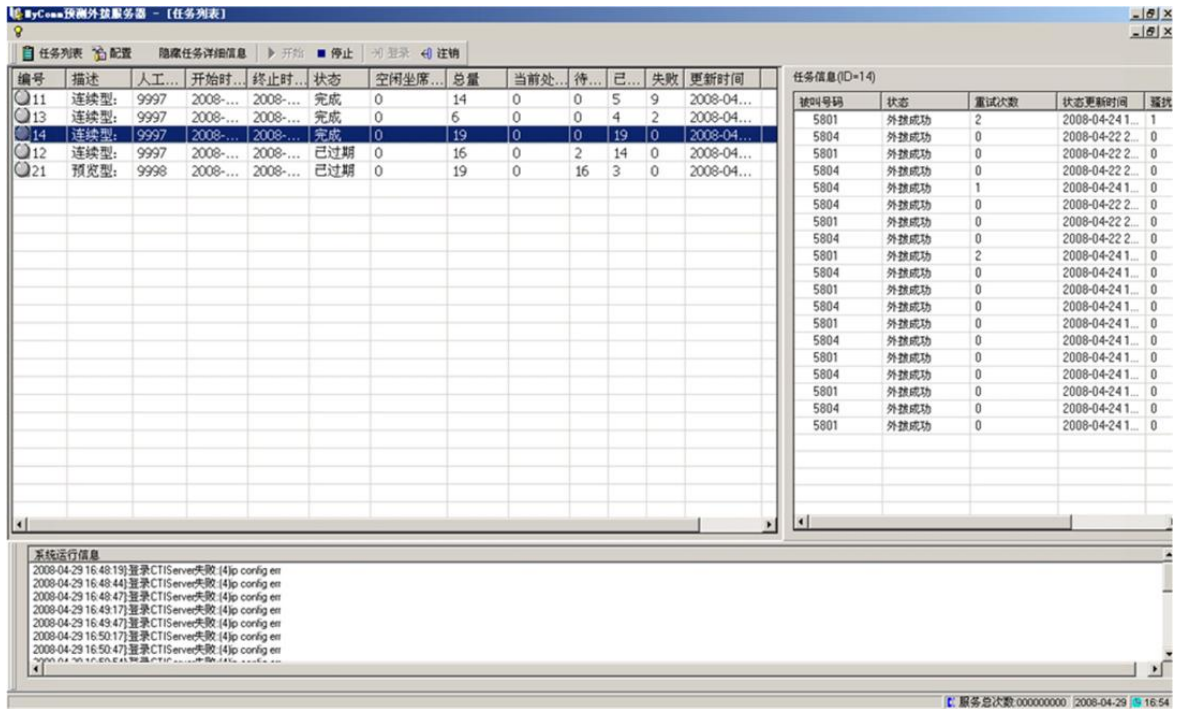 MyComm预测外拨服务器 - [任务列表]
任务列表 配置 隐藏任务详细信息 开始 停止 登录 注销
编号 描述 人工... 开始时... 终止时... 状态 空闲坐席... 总量 当前处... 待... 已... 失败 更新时间
11 连续型: 9997 2008-... 2008-... 完成 0 14 0 0 5 9 2008-04...
13 连续型: 9997 2008-... 2008-... 完成 0 6 0 0 4 2 2008-04...
14 连续型: 9997 2008-... 2008-... 完成 0 19 0 0 19 0 2008-04...
12 连续型: 9997 2008-... 2008-... 已过期 0 16 0 2 14 0 2008-04...
21 预览型: 9998 2008-... 2008-... 已过期 0 19 0 16 3 0 2008-04...
任务信息(ID=14)
被叫号码 状态 重试次数 状态更新时间 骚扰
5801 外拨成功 2 2008-04-24 1... 1
5804 外拨成功 0 2008-04-22 2... 0
5801 外拨成功 0 2008-04-22 2... 0
5804 外拨成功 0 2008-04-22 2... 0
5804 外拨成功 1 2008-04-24 1... 0
5804 外拨成功 0 2008-04-22 2... 0
5801 外拨成功 0 2008-04-22 2... 0
5804 外拨成功 0 2008-04-22 2... 0
5801 外拨成功 2 2008-04-24 1... 0
5804 外拨成功 0 2008-04-24 1... 0
5801 外拨成功 0 2008-04-24 1... 0
5804 外拨成功 0 2008-04-24 1... 0
5801 外拨成功 0 2008-04-24 1... 0
5804 外拨成功 0 2008-04-24 1... 0
5801 外拨成功 0 2008-04-24 1... 0
5804 外拨成功 0 2008-04-24 1... 0
5801 外拨成功 0 2008-04-24 1... 0
5804 外拨成功 0 2008-04-24 1... 0
5801 外拨成功 0 2008-04-24 1... 0
系统运行信息
2008-04-29 16:48:19}:登录CTIServer失败:{4}ip config err
2008-04-29 16:48:44}:登录CTIServer失败:{4}ip config err
2008-04-29 16:48:47}:登录CTIServer失败:{4}ip config err
2008-04-29 16:49:17}:登录CTIServer失败:{4}ip config err
2008-04-29 16:49:47}:登录CTIServer失败:{4}ip config err
2008-04-29 16:50:17}:登录CTIServer失败:{4}ip config err
2008-04-29 16:50:47}:登录CTIServer失败:{4}ip config err
服务总次数:000000000 2008-04-29 16:54